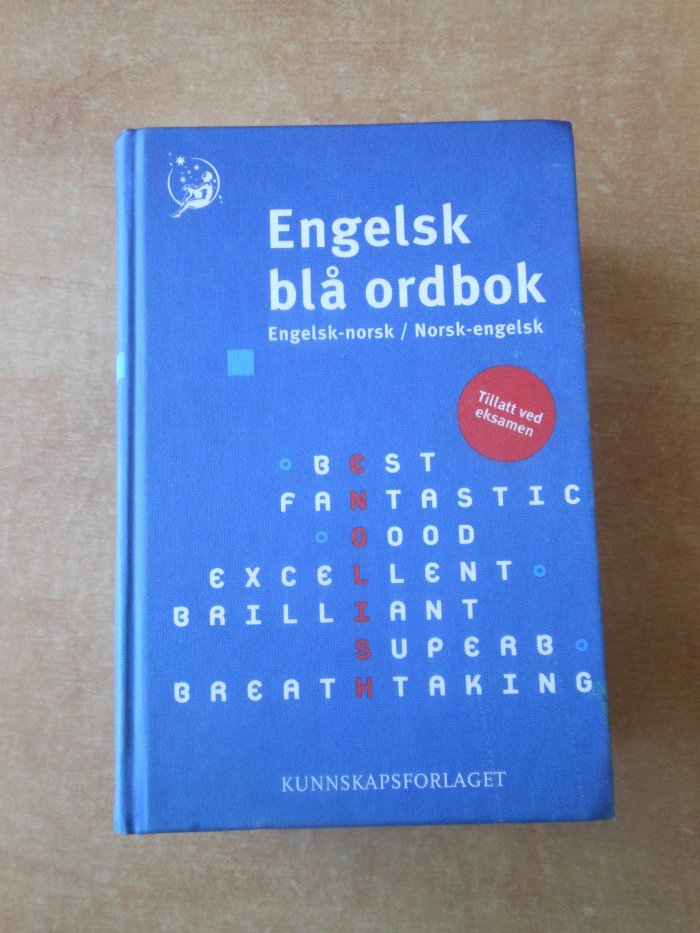 Engelsk
blå ordbok
Engelsk-norsk / Norsk-engelsk
Tillatt ved
eksamen
BEST
FANTASTIC
GOOD
EXCELLENT
BRILLIANT
SUPERB
BREATHTAKING
KUNNSKAPSFORLAGET